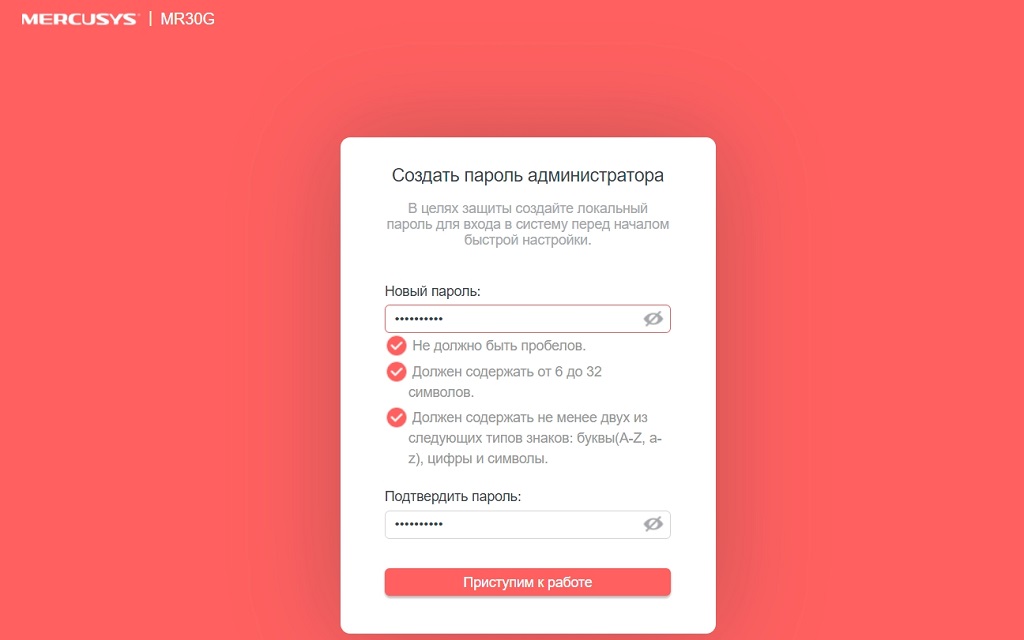 MERCUSYS | MR30G
Создать пароль администратора
В целях защиты создайте локальный
пароль для входа в систему перед началом
быстрой настройки.
Новый пароль:
••••••••••
Не должно быть пробелов.
Должен содержать от 6 до 32
символов.
Должен содержать не менее двух из
следующих типов знаков: буквы(A-Z, a-
z), цифры и символы.
Подтвердить пароль:
••••••••••
Приступим к работе